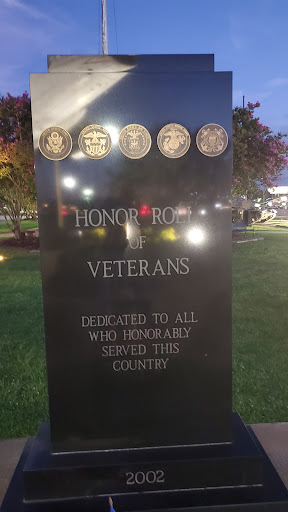 HONOR ROLL
OF
VETERANS
DEDICATED TO ALL
WHO HONORABLY
SERVED THIS
COUNTRY
2002